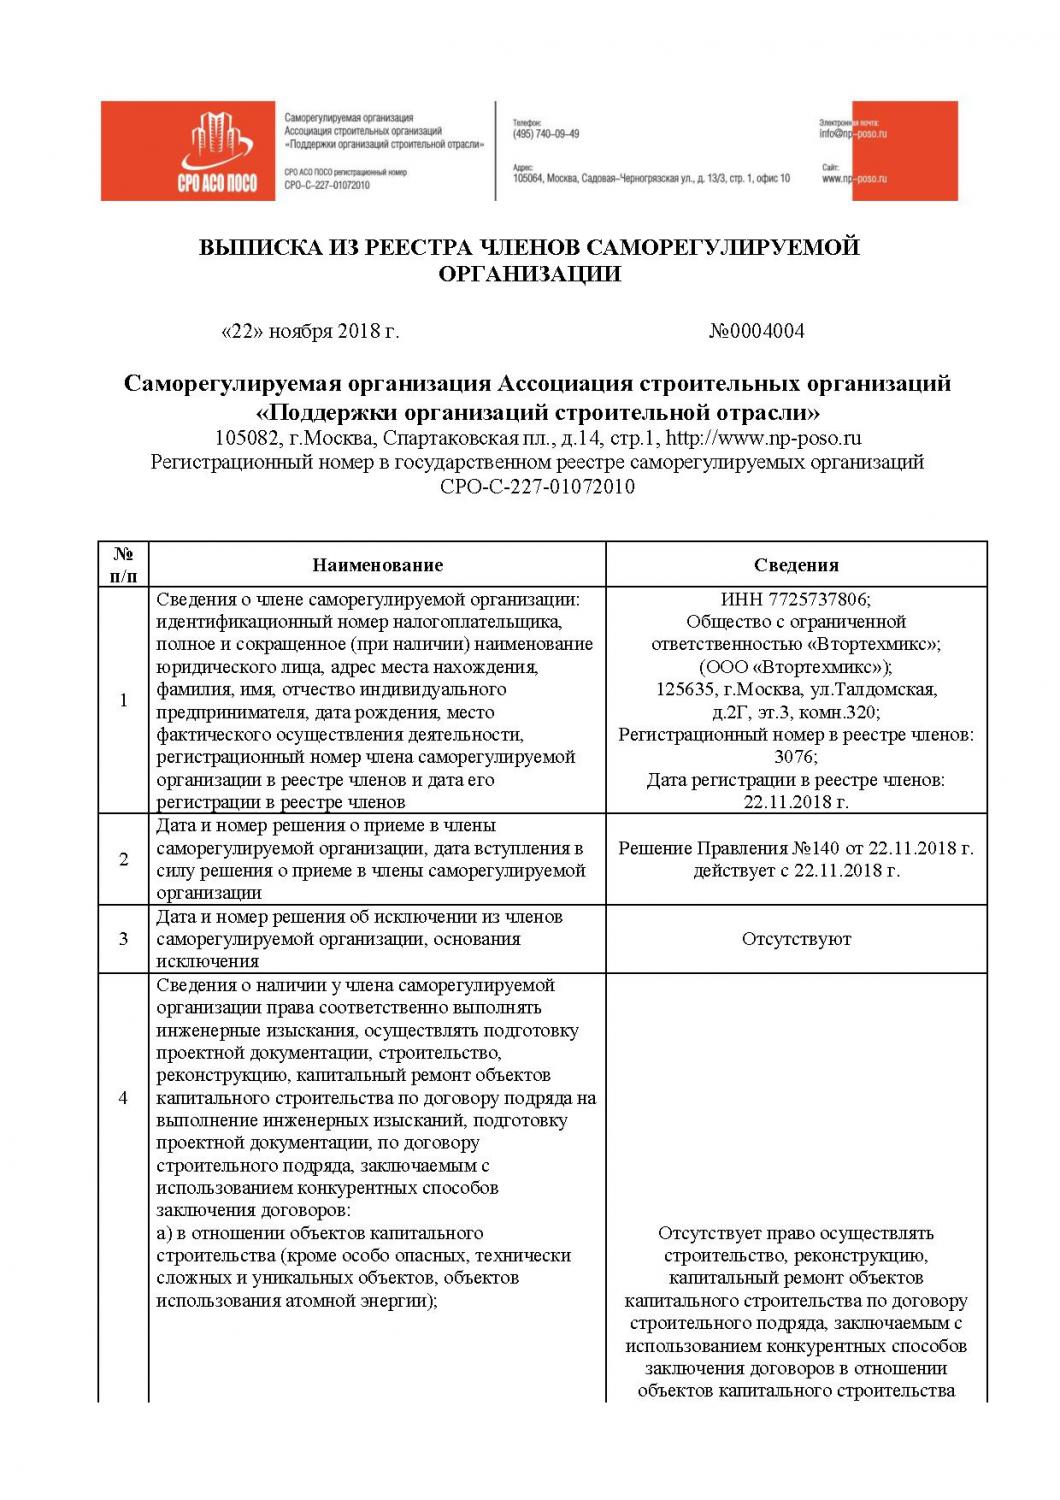 СРО АСО ПОСО
Саморегулируемая организация
Ассоциация строительных организаций
«Поддержки организаций строительной отрасли»
СРО АСО ПОСО регистрационный номер
СРО–С–227–01072010
Телефон:
(495) 740–09–49
Адрес:
105064, Москва, Садовая–Черногрязская ул., д. 13/3, стр. 1, офис 10
Электронная почта:
info@np–poso.ru
Сайт:
www.np–poso.ru
ВЫПИСКА ИЗ РЕЕСТРА ЧЛЕНОВ САМОРЕГУЛИРУЕМОЙ
ОРГАНИЗАЦИИ
«22» ноября 2018 г. №0004004
Саморегулируемая организация Ассоциация строительных организаций
«Поддержки организаций строительной отрасли»
105082, г.Москва, Спартаковская пл., д.14, стр.1, http://www.np-poso.ru
Регистрационный номер в государственном реестре саморегулируемых организаций
СРО-С-227-01072010
№
п/п
Наименование
Сведения
1
Сведения о члене саморегулируемой организации:
идентификационный номер налогоплательщика,
полное и сокращенное (при наличии) наименование
юридического лица, адрес места нахождения,
фамилия, имя, отчество индивидуального
предпринимателя, дата рождения, место
фактического осуществления деятельности,
регистрационный номер члена саморегулируемой
организации в реестре членов и дата его
регистрации в реестре членов
ИНН 7725737806;
Общество с ограниченной
ответственностью «Втортехмикс»;
(ООО «Втортехмикс»);
125635, г.Москва, ул.Талдомская,
д.2Г, эт.3, комн.320;
Регистрационный номер в реестре членов:
3076;
Дата регистрации в реестре членов:
22.11.2018 г.
2
Дата и номер решения о приеме в члены
саморегулируемой организации, дата вступления в
силу решения о приеме в члены саморегулируемой
организации
Решение Правления №140 от 22.11.2018 г.
действует с 22.11.2018 г.
3
Дата и номер решения об исключении из членов
саморегулируемой организации, основания
исключения
Отсутствуют
4
Сведения о наличии у члена саморегулируемой
организации права соответственно выполнять
инженерные изыскания, осуществлять подготовку
проектной документации, строительство,
реконструкцию, капитальный ремонт объектов
капитального строительства по договору подряда на
выполнение инженерных изысканий, подготовку
проектной документации, по договору
строительного подряда, заключаемым с
использованием конкурентных способов
заключения договоров:
а) в отношении объектов капитального
строительства (кроме особо опасных, технически
сложных и уникальных объектов, объектов
использования атомной энергии);
Отсутствует право осуществлять
строительство, реконструкцию,
капитальный ремонт объектов
капитального строительства по договору
строительного подряда, заключаемым с
использованием конкурентных способов
заключения договоров в отношении
объектов капитального строительства